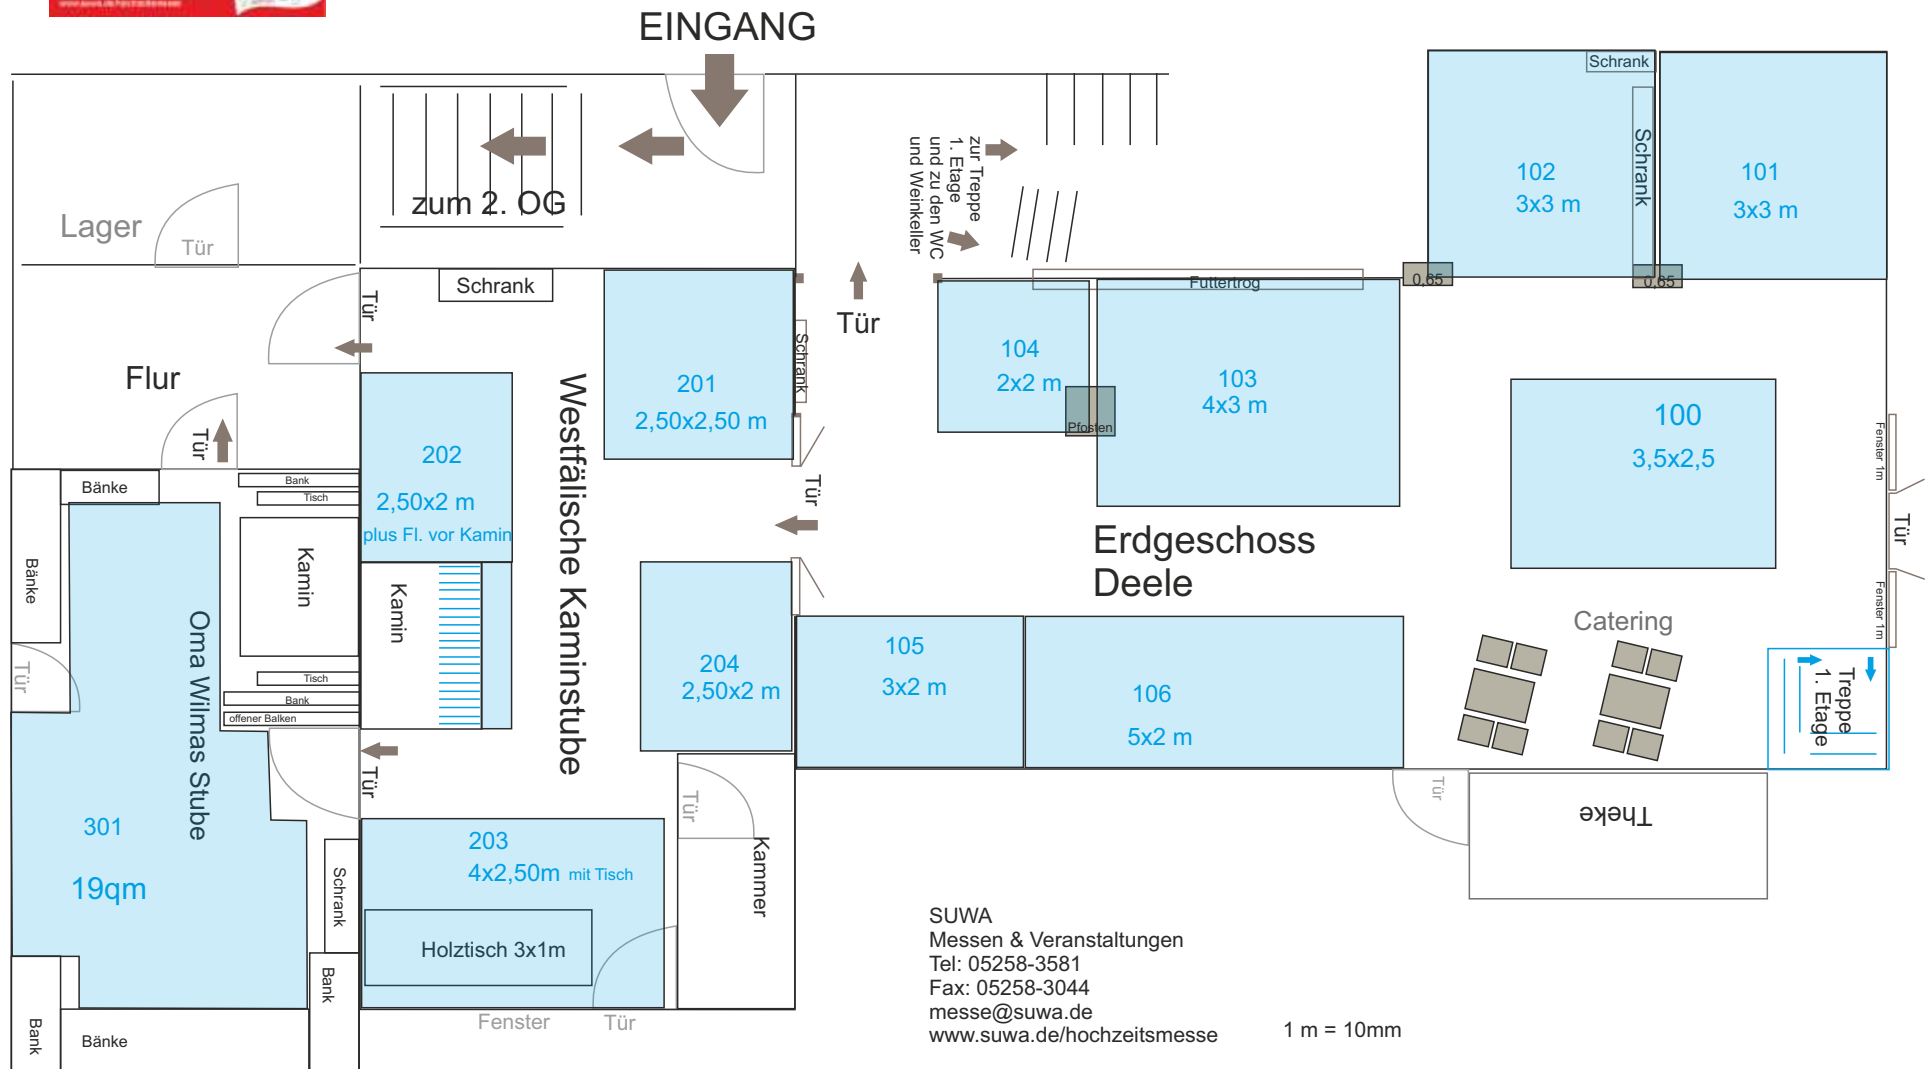 www.suwa.de/hochzeitsmesse
EINGANG
Schrank
Schrank
102
3x3 m
101
3x3 m
zur Treppe
1. Etage
und zu den WC
und Weinkeller
zum 2. OG
Lager
Tür
Tür
Schrank
Tür
Schrank
Futtertrog
0,65
0,65
Flur
Tür
201
2,50x2,50 m
104
2x2 m
Pfosten
103
4x3 m
100
3,5x2,5
Fenster 1m
Tür
Fenster 1m
202
2,50x2 m
plus Fl. vor Kamin
Westfälische Kaminstube
Tür
Erdgeschoss
Deele
Bänke
Bank
Tisch
Bänke
Kamin
Kamin
Oma Wilmas Stube
Tür
Tisch
Bank
offener Balken
Tür
204
2,50x2 m
105
3x2 m
106
5x2 m
Catering
Treppe
1. Etage
Tür
Theke
Tür
Kammer
301
19qm
Schrank
203
4x2,50m mit Tisch
Holztisch 3x1m
Bank
Bank
Bänke
Fenster
Tür
SUWA
Messen & Veranstaltungen
Tel: 05258-3581
Fax: 05258-3044
messe@suwa.de
www.suwa.de/hochzeitsmesse
1 m = 10mm